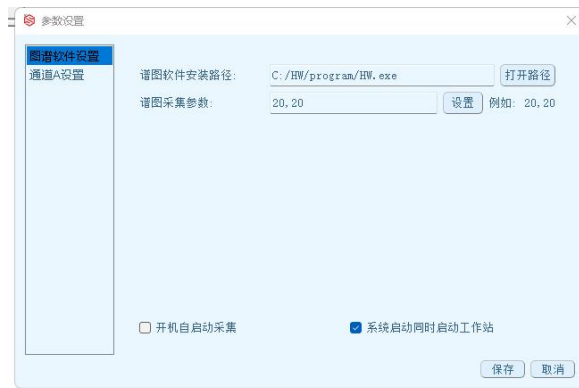 参数设置
图谱软件设置
通道A设置
谱图软件安装路径:
C:/HW/program/HW.exe
打开路径
谱图采集参数:
20,20
设置
例如: 20,20
开机自启动采集
系统启动同时启动工作站
保存
取消